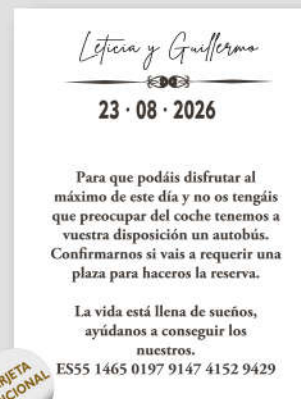 Leticia y Guillermo
23 · 08 · 2026
Para que podáis disfrutar al
máximo de este día y no os tengáis
que preocupar del coche tenemos a
vuestra disposición un autobús.
Confirmarnos si vais a requerir una
plaza para haceros la reserva.
La vida está llena de sueños,
ayúdanos a conseguir los
nuestros.
ES55 1465 0197 9147 4152 9429